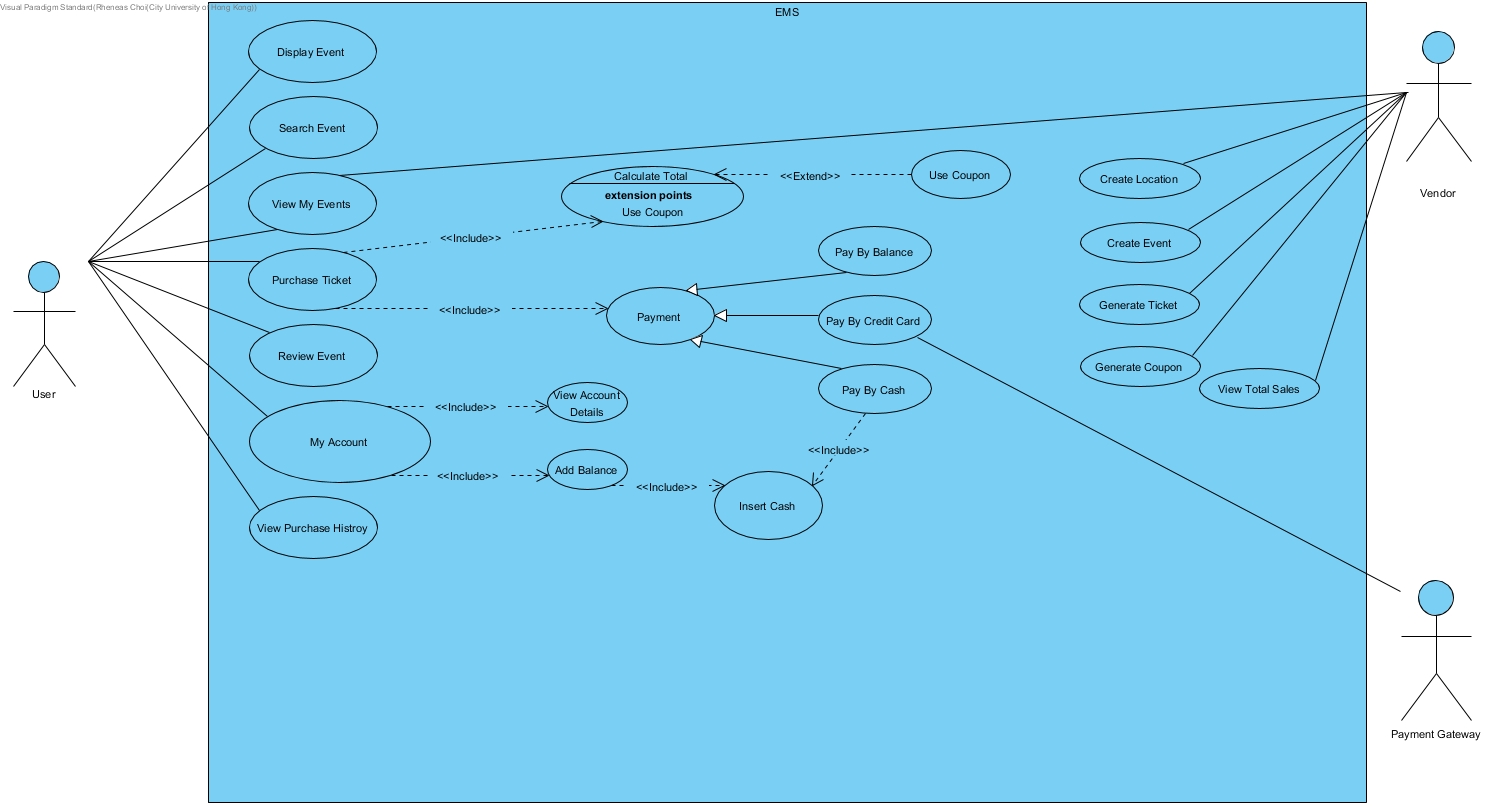 Visual Paradigm Standard(Rheneas Choi(City University of Hong Kong))
EMS
Display Event
Search Event
View My Events
Purchase Ticket
Review Event
My Account
View Purchase Histroy
User
<<Include>>
<<Include>>
<<Include>>
<<Include>>
Calculate Total
extension points
Use Coupon
<<Extend>>
Use Coupon
Payment
Pay By Balance
Pay By Credit Card
Pay By Cash
View Account
Details
Add Balance
<<Include>>
<<Include>>
Insert Cash
Create Location
Create Event
Generate Ticket
Generate Coupon
View Total Sales
Vendor
Payment Gateway